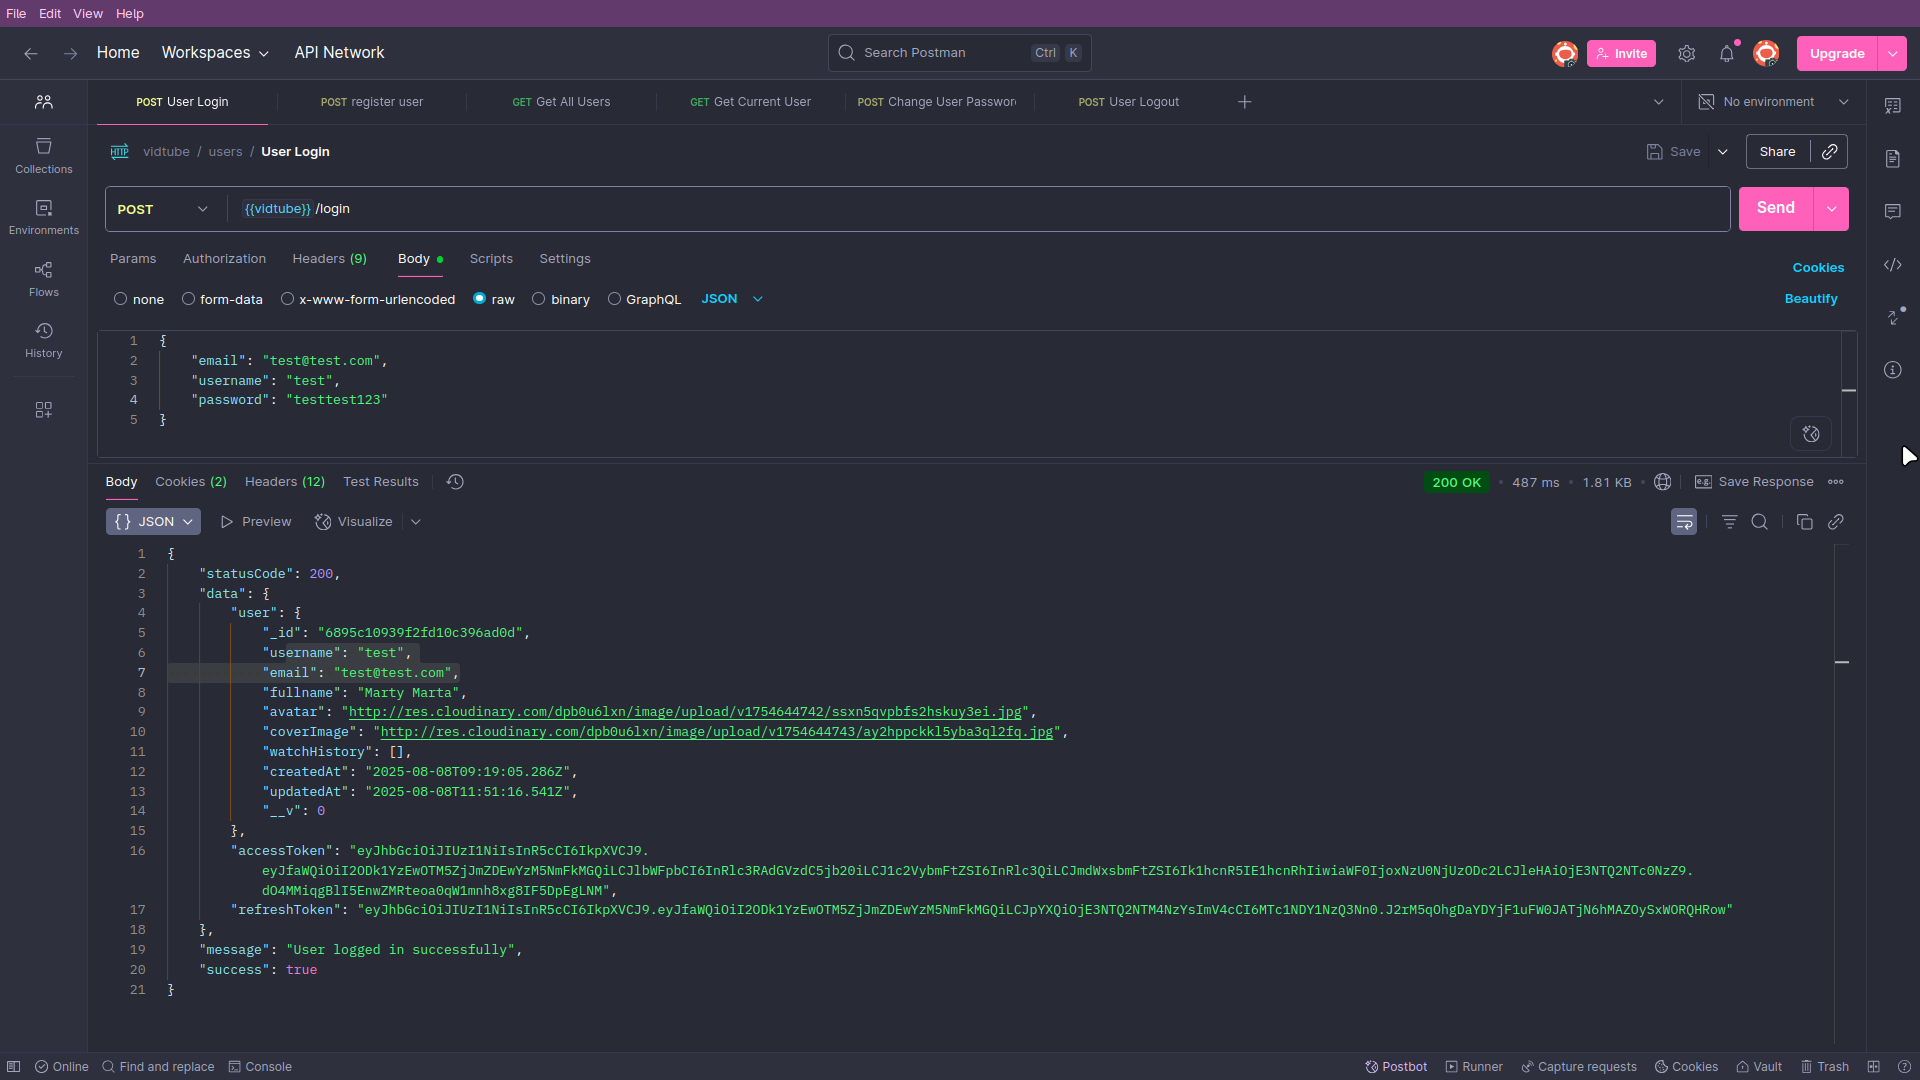 File Edit View Help
Home Workspaces API Network Search Postman Ctrl K Invite Upgrade
POST User Login POST register user GET Get All Users GET Get Current User POST Change User Passwor POST User Logout No environment
HTTP vidtube / users / User Login Save Share
Collections
Environments
Flows
History
POST {{vidtube}} /login Send
Params Authorization Headers (9) Body Scripts Settings Cookies
none form-data x-www-form-urlencoded raw binary GraphQL JSON Beautify
1 {
2 "email": "test@test.com",
3 "username": "test",
4 "password": "testtest123"
5 }
Body Cookies (2) Headers (12) Test Results 200 OK • 487 ms • 1.81 KB • e.g. Save Response
{} JSON Preview Visualize
1 {
2 "statusCode": 200,
3 "data": {
4 "user": {
5 "_id": "6895c10939f2fd10c396ad0d",
6 "username": "test",
7 "email": "test@test.com",
8 "fullname": "Marty Marta",
9 "avatar": "http://res.cloudinary.com/dpb0u6lxn/image/upload/v1754644742/ssxn5qvpbfs2hskuy3ei.jpg",
10 "coverImage": "http://res.cloudinary.com/dpb0u6lxn/image/upload/v1754644743/ay2hppckkl5yba3ql2fq.jpg",
11 "watchHistory": [],
12 "createdAt": "2025-08-08T09:19:05.286Z",
13 "updatedAt": "2025-08-08T11:51:16.541Z",
14 "__v": 0
15 },
16 "accessToken": "eyJhbGciOiJIUzI1NiIsInR5cCI6IkpXVCJ9.
eyJfaWQiOiI2ODk1YzEwOTM5ZjJmZDEwYzM5NmFkMGQiLCJlbWFpbCI6InRlc3RAdGVzdC5jb20iLCJ1c2VybmFtZSI6InRlc3QiLCJmdWxsbmFtZSI6Ik1hcnR5IE1hcnRhIiwiaWF0IjoxNzU0NjUzODc2LCJleHAiOjE3NTQ2NTc0NzZ9.
dO4MMiqgBlI5EnwZMRteoa0qW1mnh8xg8IF5DpEgLNM",
17 "refreshToken": "eyJhbGciOiJIUzI1NiIsInR5cCI6IkpXVCJ9.eyJfaWQiOiI2ODk1YzEwOTM5ZjJmZDEwYzM5NmFkMGQiLCJpYXQiOjE3NTQ2NTM4NzYsImV4cCI6MTc1NDY1NzQ3Nn0.J2rM5qOhgDaYDYjF1uFW0JATjN6hMAZOySxWORQHRow"
18 },
19 "message": "User logged in successfully",
20 "success": true
21 }
Online Find and replace Console Postbot Runner Capture requests Cookies Vault Trash